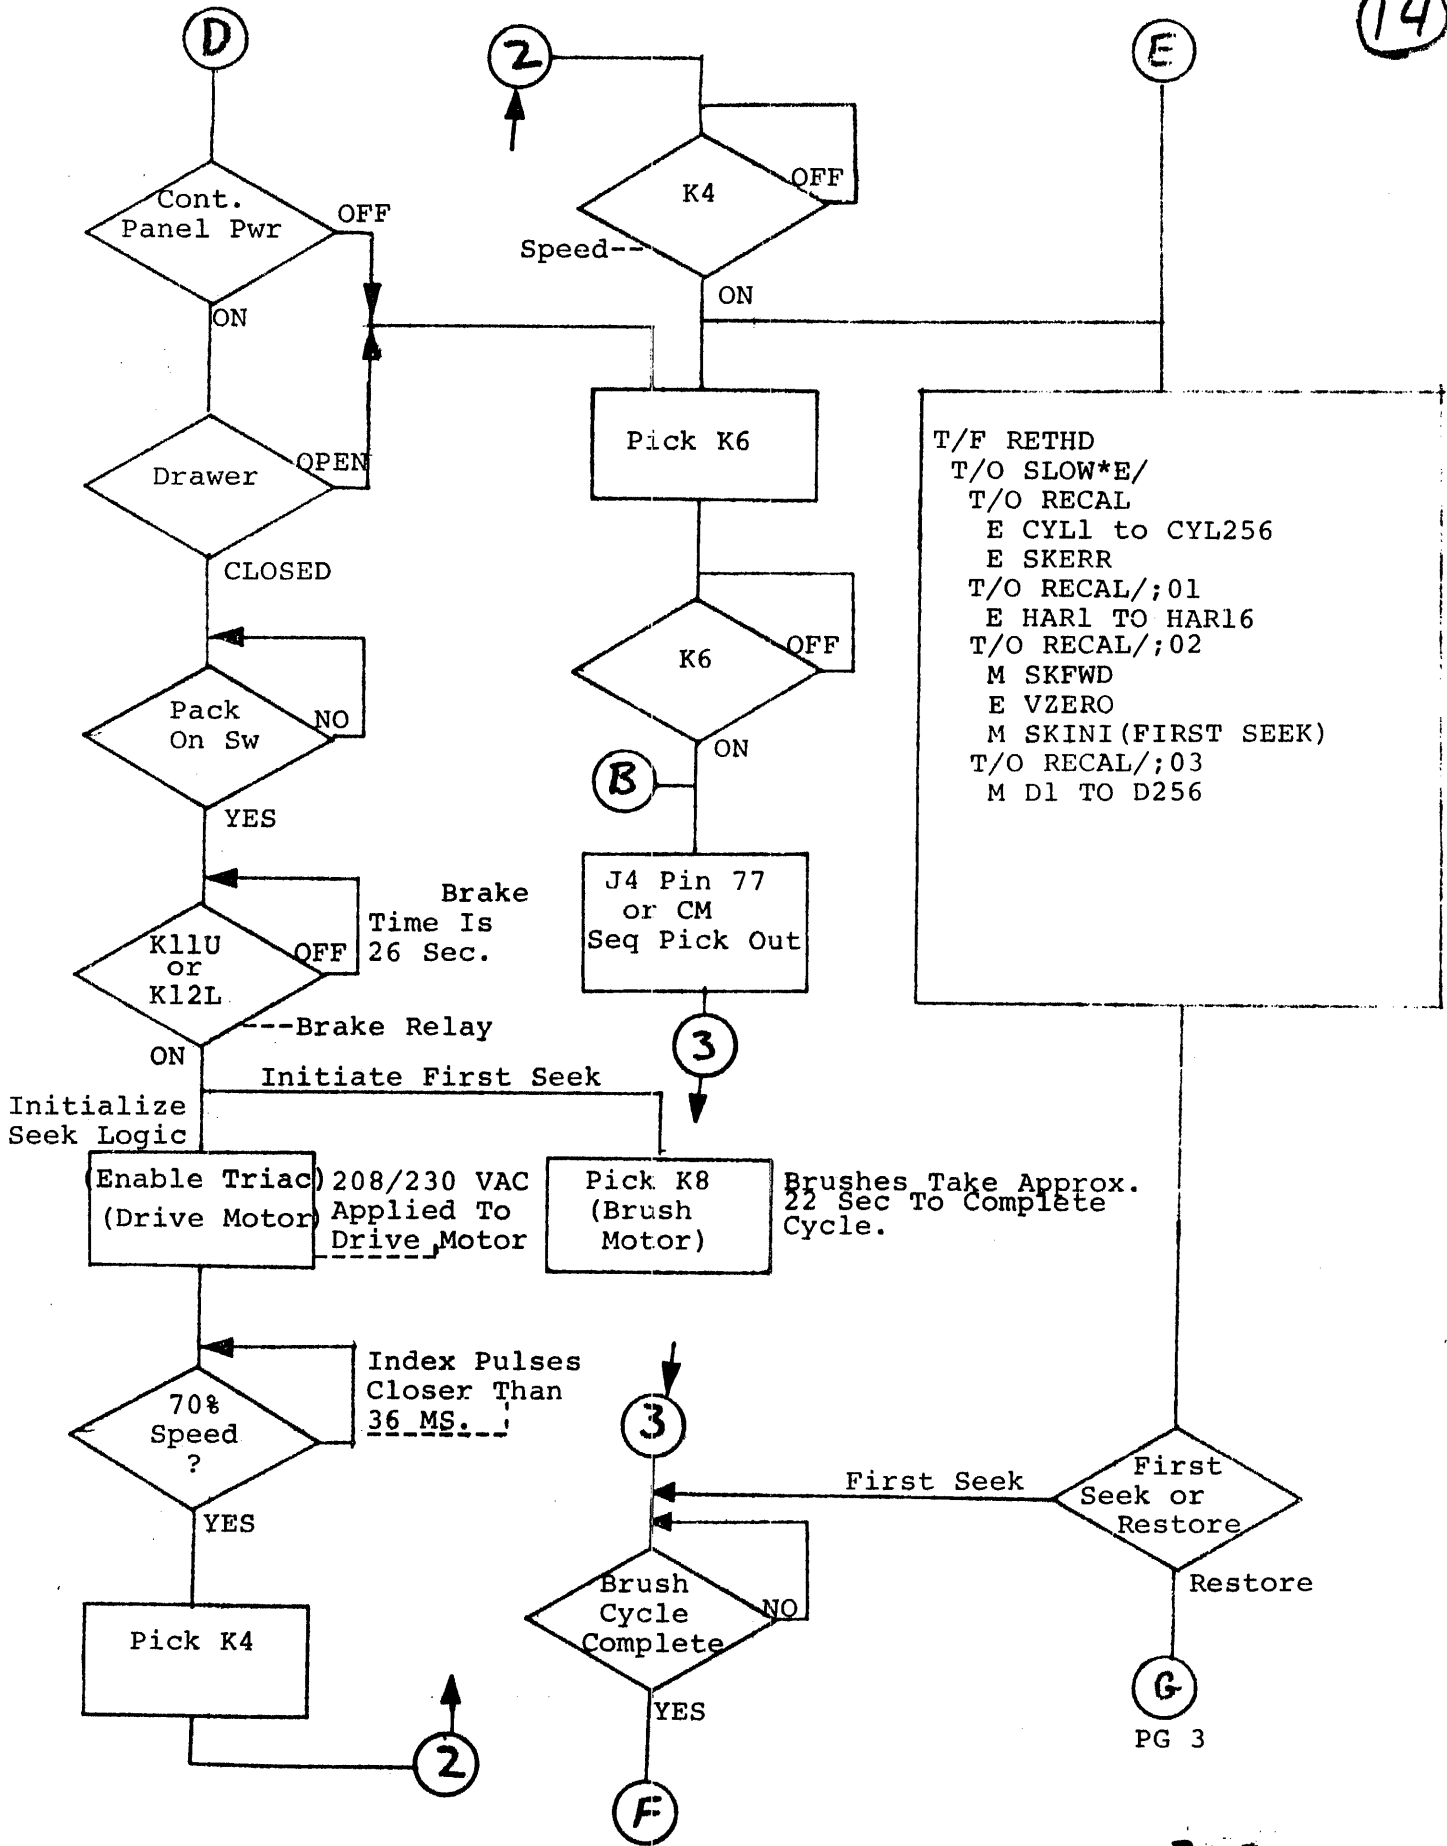 14
D
Cont.
Panel Pwr
OFF
ON
Drawer
OPEN
CLOSED
Pack
On Sw
NO
YES
K11U
or
K12L
OFF
Brake
Time Is
26 Sec.
---Brake Relay
ON
Initiate First Seek
Initialize
Seek Logic
(Enable Triac)
(Drive Motor)
208/230 VAC
Applied To
Drive Motor
70%
Speed
?
Index Pulses
Closer Than
36 MS.
YES
Pick K4
2
2
K4
OFF
Speed--
ON
Pick K6
K6
OFF
ON
B
J4 Pin 77
or CM
Seq Pick Out
3
Pick K8
(Brush
Motor)
Brushes Take Approx.
22 Sec To Complete
Cycle.
3
First Seek
Brush
Cycle
Complete
NO
YES
F
E
T/F RETHD
T/O SLOW*E/
T/O RECAL
E CYL1 to CYL256
E SKERR
T/O RECAL/;01
E HAR1 TO HAR16
T/O RECAL/;02
M SKFWD
E VZERO
M SKINI(FIRST SEEK)
T/O RECAL/;03
M D1 TO D256
First
Seek or
Restore
Restore
G
PG 3